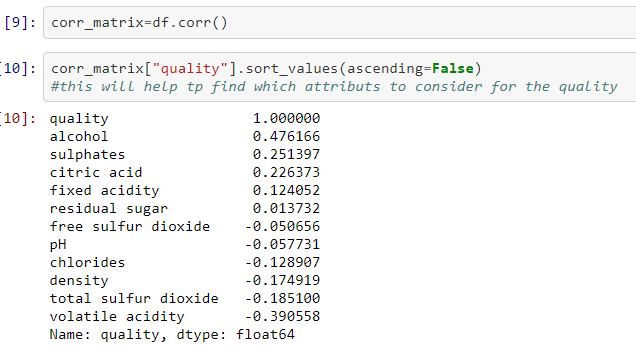 [9]: corr_matrix=df.corr()
[10]: corr_matrix["quality"].sort_values(ascending=False)
#this will help tp find which attributs to consider for the quality
[10]: quality 1.000000
alcohol 0.476166
sulphates 0.251397
citric acid 0.226373
fixed acidity 0.124052
residual sugar 0.013732
free sulfur dioxide -0.050656
pH -0.057731
chlorides -0.128907
density -0.174919
total sulfur dioxide -0.185100
volatile acidity -0.390558
Name: quality, dtype: float64